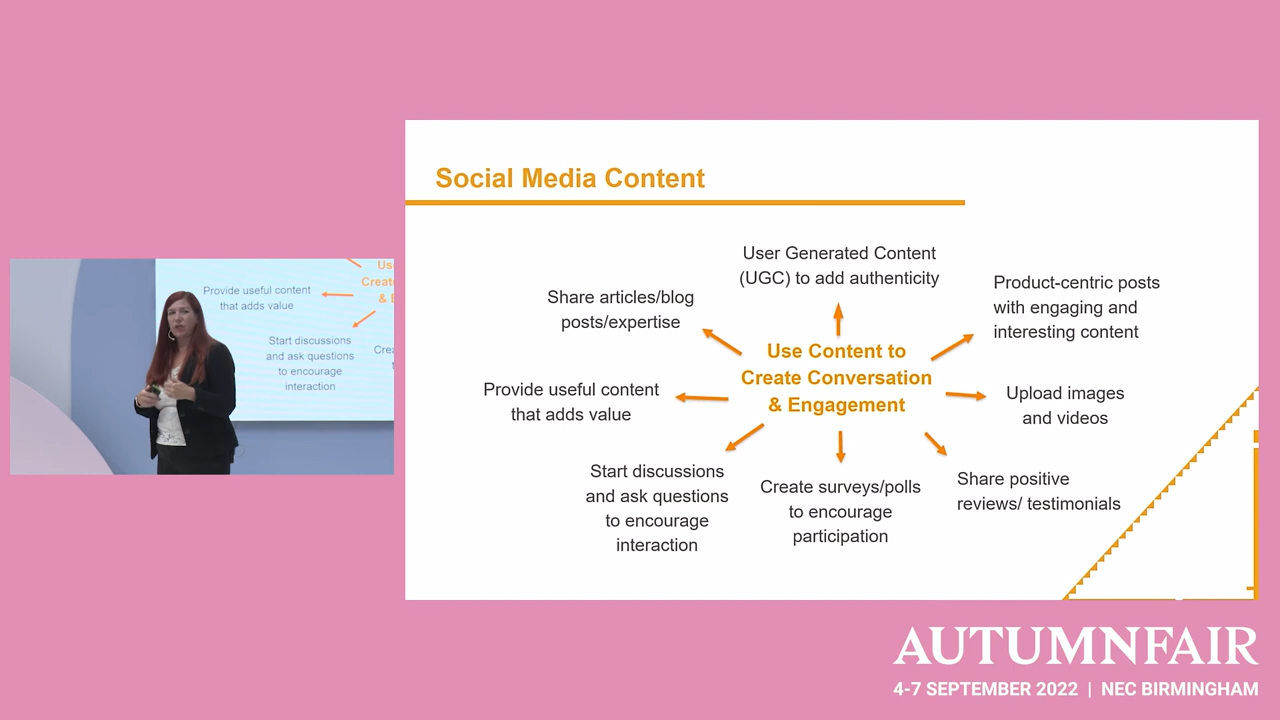 Social Media Content
User Generated Content
(UGC) to add authenticity
Share articles/blog
posts/expertise
Product-centric posts
with engaging and
interesting content
Use Content to
Create Conversation
& Engagement
Provide useful content
that adds value
Upload images
and videos
Start discussions
and ask questions
to encourage
interaction
Create surveys/polls
to encourage
participation
Share positive
reviews/ testimonials
Provide useful content
that adds value
Start discussions
and ask questions
to encourage
interaction
AUTUMNFAIR
4-7 SEPTEMBER 2022 | NEC BIRMINGHAM